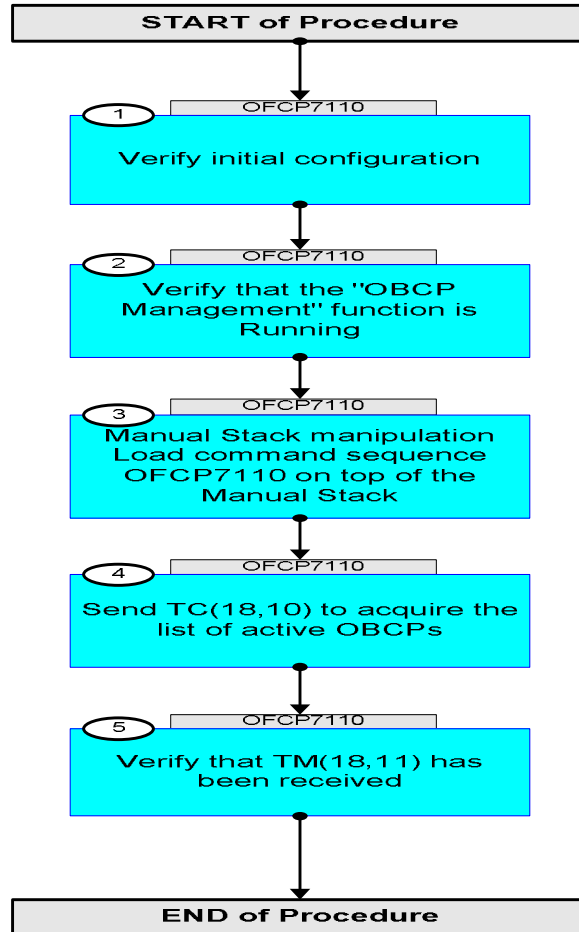 START of Procedure
OFCP7110
1
Verify initial configuration
OFCP7110
2
Verify that the "OBCP
Management" function is
Running
OFCP7110
3
Manual Stack manipulation
Load command sequence
OFCP7110 on top of the
Manual Stack
OFCP7110
4
Send TC(18,10) to acquire the
list of active OBCPs
OFCP7110
5
Verify that TM(18,11) has
been received
END of Procedure